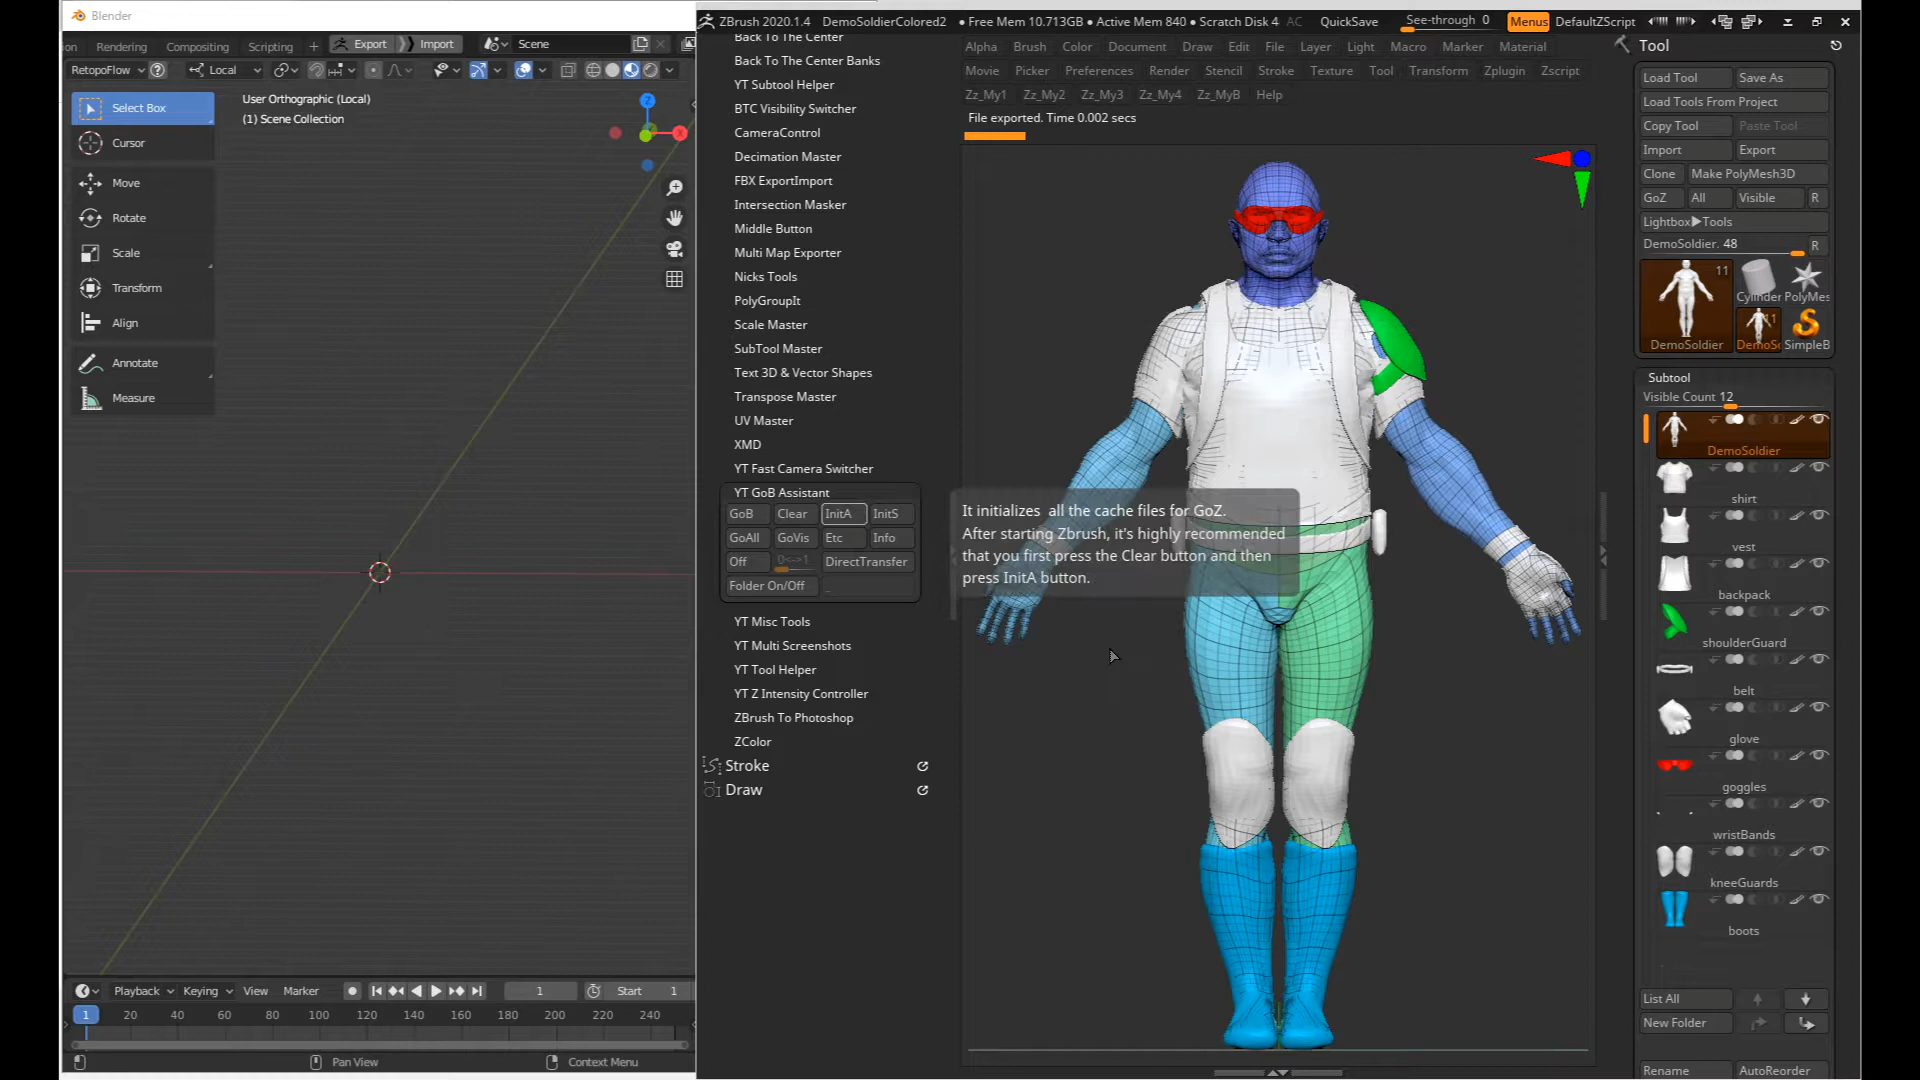 Blender
Rendering Compositing Scripting + Export Import Scene
RetopoFlow Local
User Orthographic (Local)
(1) Scene Collection
Z
X
Select Box
Cursor
Move
Rotate
Scale
Transform
Align
Annotate
Measure
Playback Keying View Marker 1 Start 1
1 20 40 60 80 100 120 140 160 180 200 220 240
Pan View Context Menu
ZBrush 2020.1.4 DemoSoldierColored2 ● Free Mem 10.713GB ● Active Mem 840 ● Scratch Disk 4 AC QuickSave See-through 0 Menus DefaultZScript
Back To The Center
Back To The Center Banks
YT Subtool Helper
BTC Visibility Switcher
CameraControl
Decimation Master
FBX ExportImport
Intersection Masker
Middle Button
Multi Map Exporter
Nicks Tools
PolyGroupIt
Scale Master
SubTool Master
Text 3D & Vector Shapes
Transpose Master
UV Master
XMD
YT Fast Camera Switcher
YT GoB Assistant
GoB Clear InitA InitS
GoAll GoVis Etc Info
Off 0<->1 DirectTransfer
Folder On/Off _
YT Misc Tools
YT Multi Screenshots
YT Tool Helper
YT Z Intensity Controller
ZBrush To Photoshop
ZColor
Stroke
Draw
Alpha Brush Color Document Draw Edit File Layer Light Macro Marker Material
Movie Picker Preferences Render Stencil Stroke Texture Tool Transform Zplugin Zscript
Zz_My1 Zz_My2 Zz_My3 Zz_My4 Zz_MyB Help
File exported. Time 0.002 secs
It initializes all the cache files for GoZ.
After starting Zbrush, it's highly recommended
that you first press the Clear button and then
press InitA button.
Tool
Load Tool Save As
Load Tools From Project
Copy Tool Paste Tool
Import Export
Clone Make PolyMesh3D
GoZ All Visible R
Lightbox▶Tools
DemoSoldier. 48 R
11
Cylinder PolyMes
11
DemoSoldier DemoSo SimpleB
Subtool
Visible Count 12
DemoSoldier
shirt
vest
backpack
shoulderGuard
belt
glove
goggles
wristBands
kneeGuards
boots
List All
New Folder
Rename AutoReorder